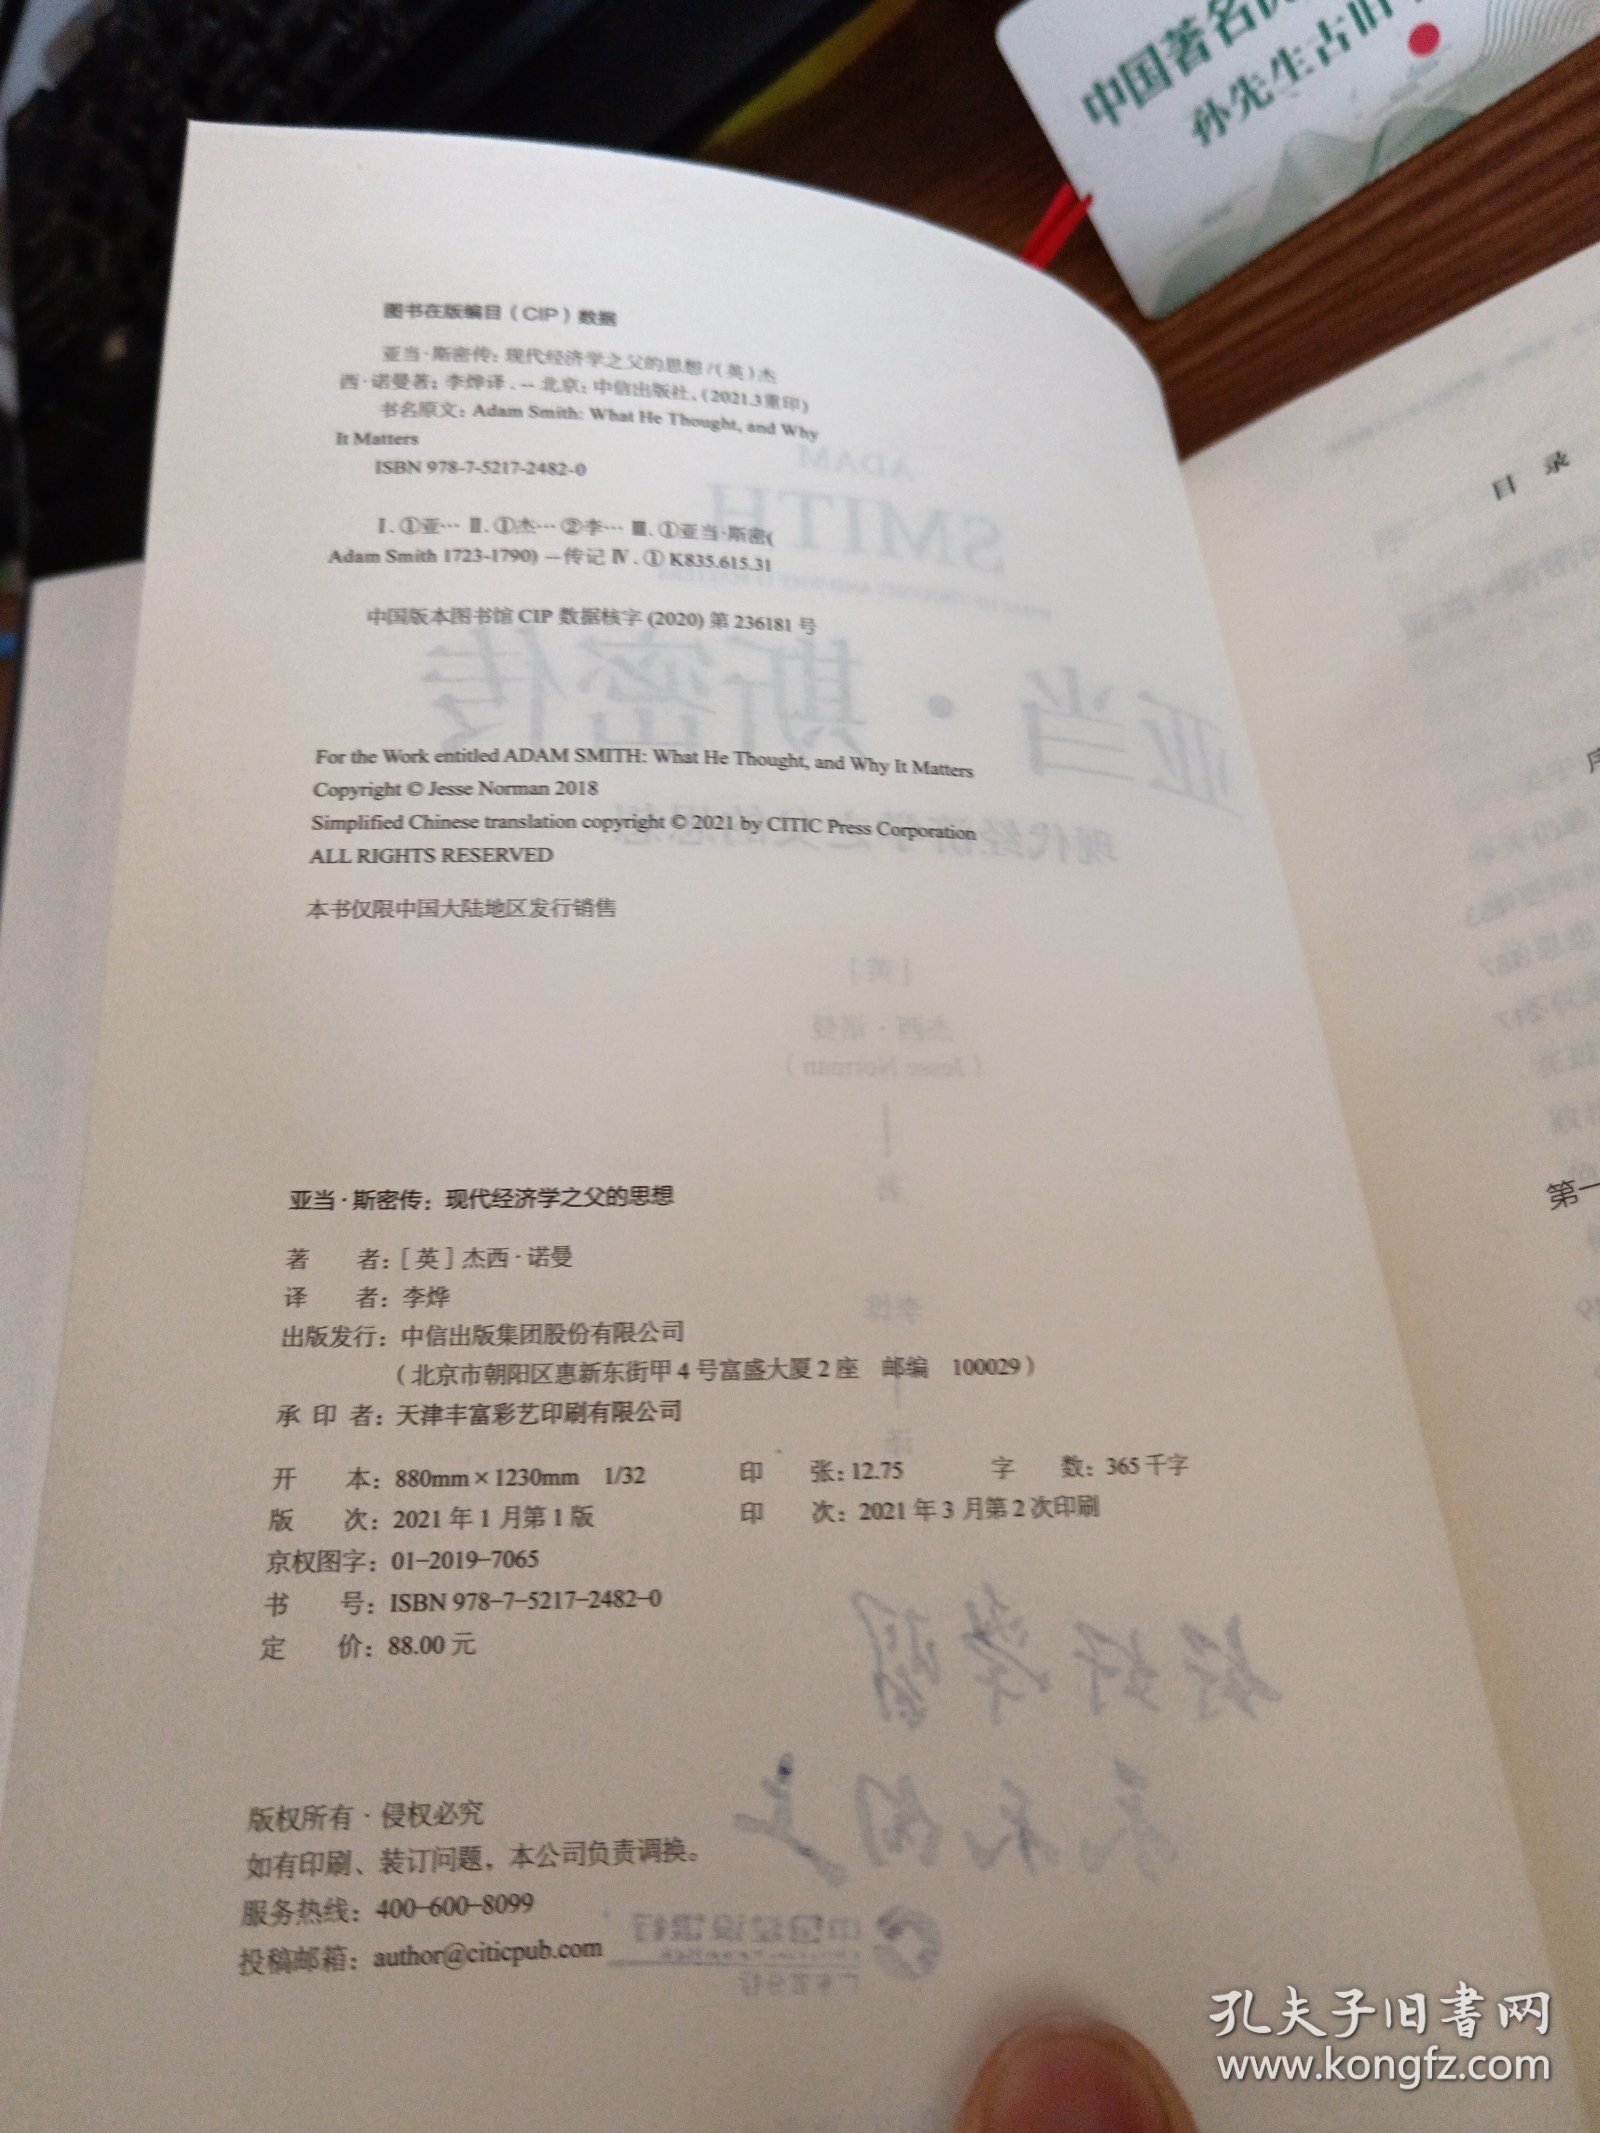 中国著名
孙先生古旧
图书在版编目（CIP）数据
亚当·斯密传：现代经济学之父的思想/（英）杰
西·诺曼著；李烨译. -- 北京：中信出版社，（2021.3重印）
书名原文：Adam Smith: What He Thought, and Why
It Matters
ISBN 978-7-5217-2482-0
Ⅰ.①亚… Ⅱ.①杰…②李… Ⅲ.①亚当·斯密(
Adam Smith 1723-1790) －传记 Ⅳ.① K835.615.31
中国版本图书馆 CIP 数据核字 (2020) 第 236181 号
For the Work entitled ADAM SMITH: What He Thought, and Why It Matters
Copyright © Jesse Norman 2018
Simplified Chinese translation copyright © 2021 by CITIC Press Corporation
ALL RIGHTS RESERVED
本书仅限中国大陆地区发行销售
亚当·斯密传：现代经济学之父的思想
著 者：［英］杰西·诺曼
译 者：李烨
出版发行：中信出版集团股份有限公司
（北京市朝阳区惠新东街甲 4 号富盛大厦 2 座 邮编 100029）
承 印 者：天津丰富彩艺印刷有限公司
开 本：880mm×1230mm 1/32 印 张：12.75 字 数：365 千字
版 次：2021 年 1 月第 1 版 印 次：2021 年 3 月第 2 次印刷
京权图字：01-2019-7065
书 号：ISBN 978-7-5217-2482-0
定 价：88.00 元
版权所有·侵权必究
如有印刷、装订问题，本公司负责调换。
服务热线：400-600-8099
投稿邮箱：author@citicpub.com
目 录
第一
孔夫子旧书网
www.kongfz.com